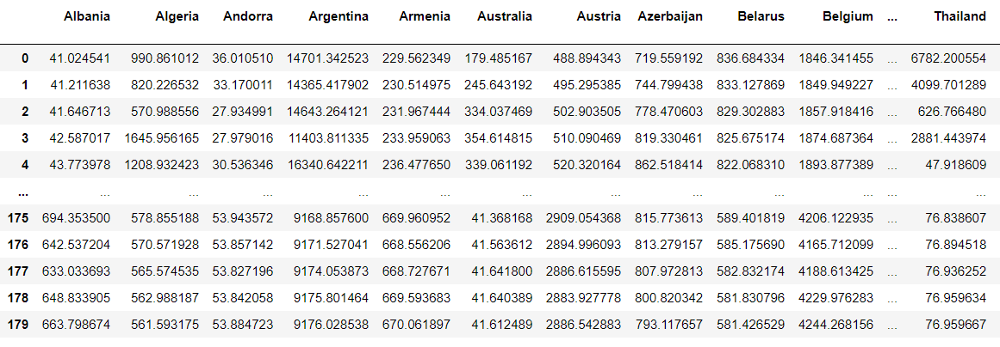 Albania Algeria Andorra Argentina Armenia Australia Austria Azerbaijan Belarus Belgium ... Thailand
0 41.024541 990.861012 36.010510 14701.342523 229.562349 179.485167 488.894343 719.559192 836.684334 1846.341455 ... 6782.200554
1 41.211638 820.226532 33.170011 14365.417902 230.514975 245.643192 495.295385 744.799438 833.127869 1849.949227 ... 4099.701289
2 41.646713 570.988556 27.934991 14643.264121 231.967444 334.037469 502.903505 778.470603 829.302883 1857.918416 ... 626.766480
3 42.587017 1645.956165 27.979016 11403.811335 233.959063 354.614815 510.090469 819.330461 825.675174 1874.687364 ... 2881.443974
4 43.773978 1208.932423 30.536346 16340.642211 236.477650 339.061192 520.320164 862.518414 822.068310 1893.877389 ... 47.918609
... ... ... ... ... ... ... ... ... ... ... ... ...
175 694.353500 578.855188 53.943572 9168.857600 669.960952 41.368168 2909.054368 815.773613 589.401819 4206.122935 ... 76.838607
176 642.537204 570.571928 53.857142 9171.527041 668.556206 41.563612 2894.996093 813.279157 585.175690 4165.712099 ... 76.894518
177 633.033693 565.574535 53.827196 9174.053873 668.727671 41.641800 2886.615595 807.972813 582.832174 4188.613425 ... 76.936252
178 648.833905 562.988187 53.842058 9175.801464 669.593683 41.640389 2883.927778 800.820342 581.830796 4229.976283 ... 76.959634
179 663.798674 561.593175 53.884723 9176.028538 670.061897 41.612489 2886.542883 793.117657 581.426529 4244.268156 ... 76.959667